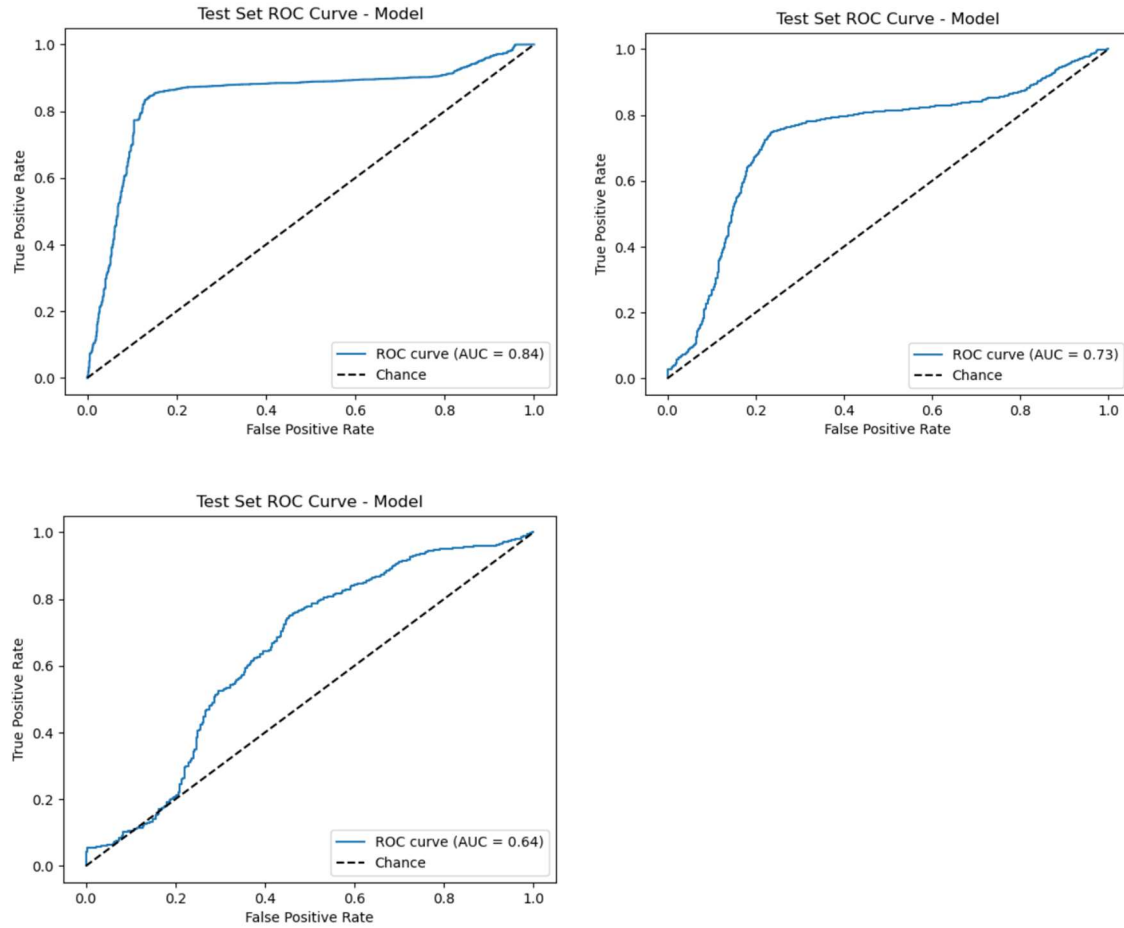 Test Set ROC Curve - Model
1.0
0.8
0.6
0.4
0.2
0.0
True Positive Rate
ROC curve (AUC = 0.84)
Chance
0.0 0.2 0.4 0.6 0.8 1.0
False Positive Rate
Test Set ROC Curve - Model
1.0
0.8
0.6
0.4
0.2
0.0
True Positive Rate
ROC curve (AUC = 0.73)
Chance
0.0 0.2 0.4 0.6 0.8 1.0
False Positive Rate
Test Set ROC Curve - Model
1.0
0.8
0.6
0.4
0.2
0.0
True Positive Rate
ROC curve (AUC = 0.64)
Chance
0.0 0.2 0.4 0.6 0.8 1.0
False Positive Rate